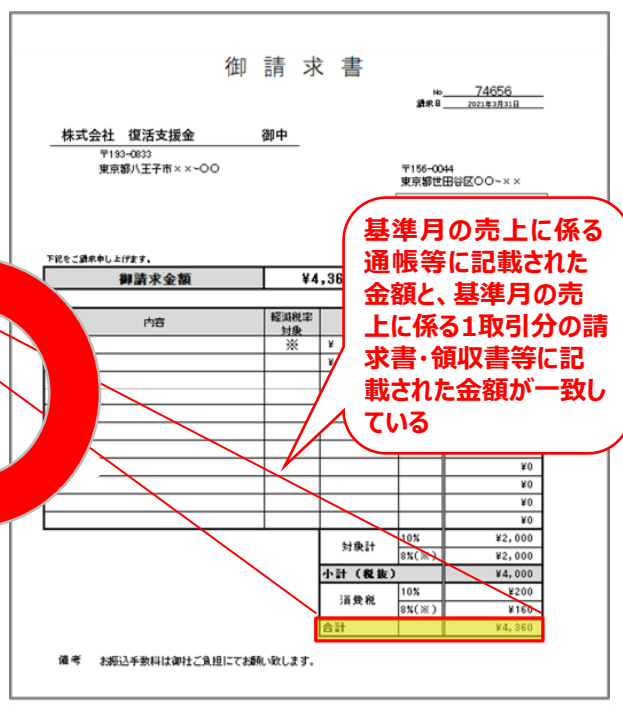 御 請 求 書
No 74656
請求日 2021年3月31日
株式会社 復活支援金 御中
〒193-0833
東京都八王子市××~〇〇
〒156-0044
東京都世田谷区〇〇~××
下記をご請求申し上げます。
御請求金額 ¥4,36
基準月の売上に係る
通帳等に記載された
金額と、基準月の売
上に係る1取引分の請
求書・領収書等に記
載された金額が一致し
ている
内容 軽減税率
対象
※ ¥
¥
¥0
¥0
¥0
¥0
対象計 10% ¥2,000
8%(※) ¥2,000
小計（税抜） ¥4,000
消費税 10% ¥200
8%(※) ¥160
合計 ¥4,360
備考 お振込手数料は御社ご負担にてお願い致します。